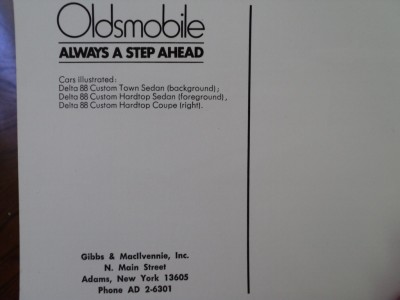 Oldsmobile
ALWAYS A STEP AHEAD
Cars illustrated:
Delta 88 Custom Town Sedan (background);
Delta 88 Custom Hardtop Sedan (foreground),
Delta 88 Custom Hardtop Coupe (right).
Gibbs & MacIlvennie, Inc.
N. Main Street
Adams, New York 13605
Phone AD 2-6301